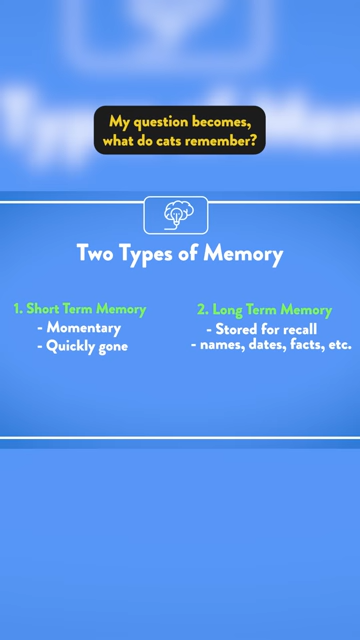 My question becomes,
what do cats remember?
Two Types of Memory
1. Short Term Memory
- Momentary
- Quickly gone
2. Long Term Memory
- Stored for recall
- names, dates, facts, etc.